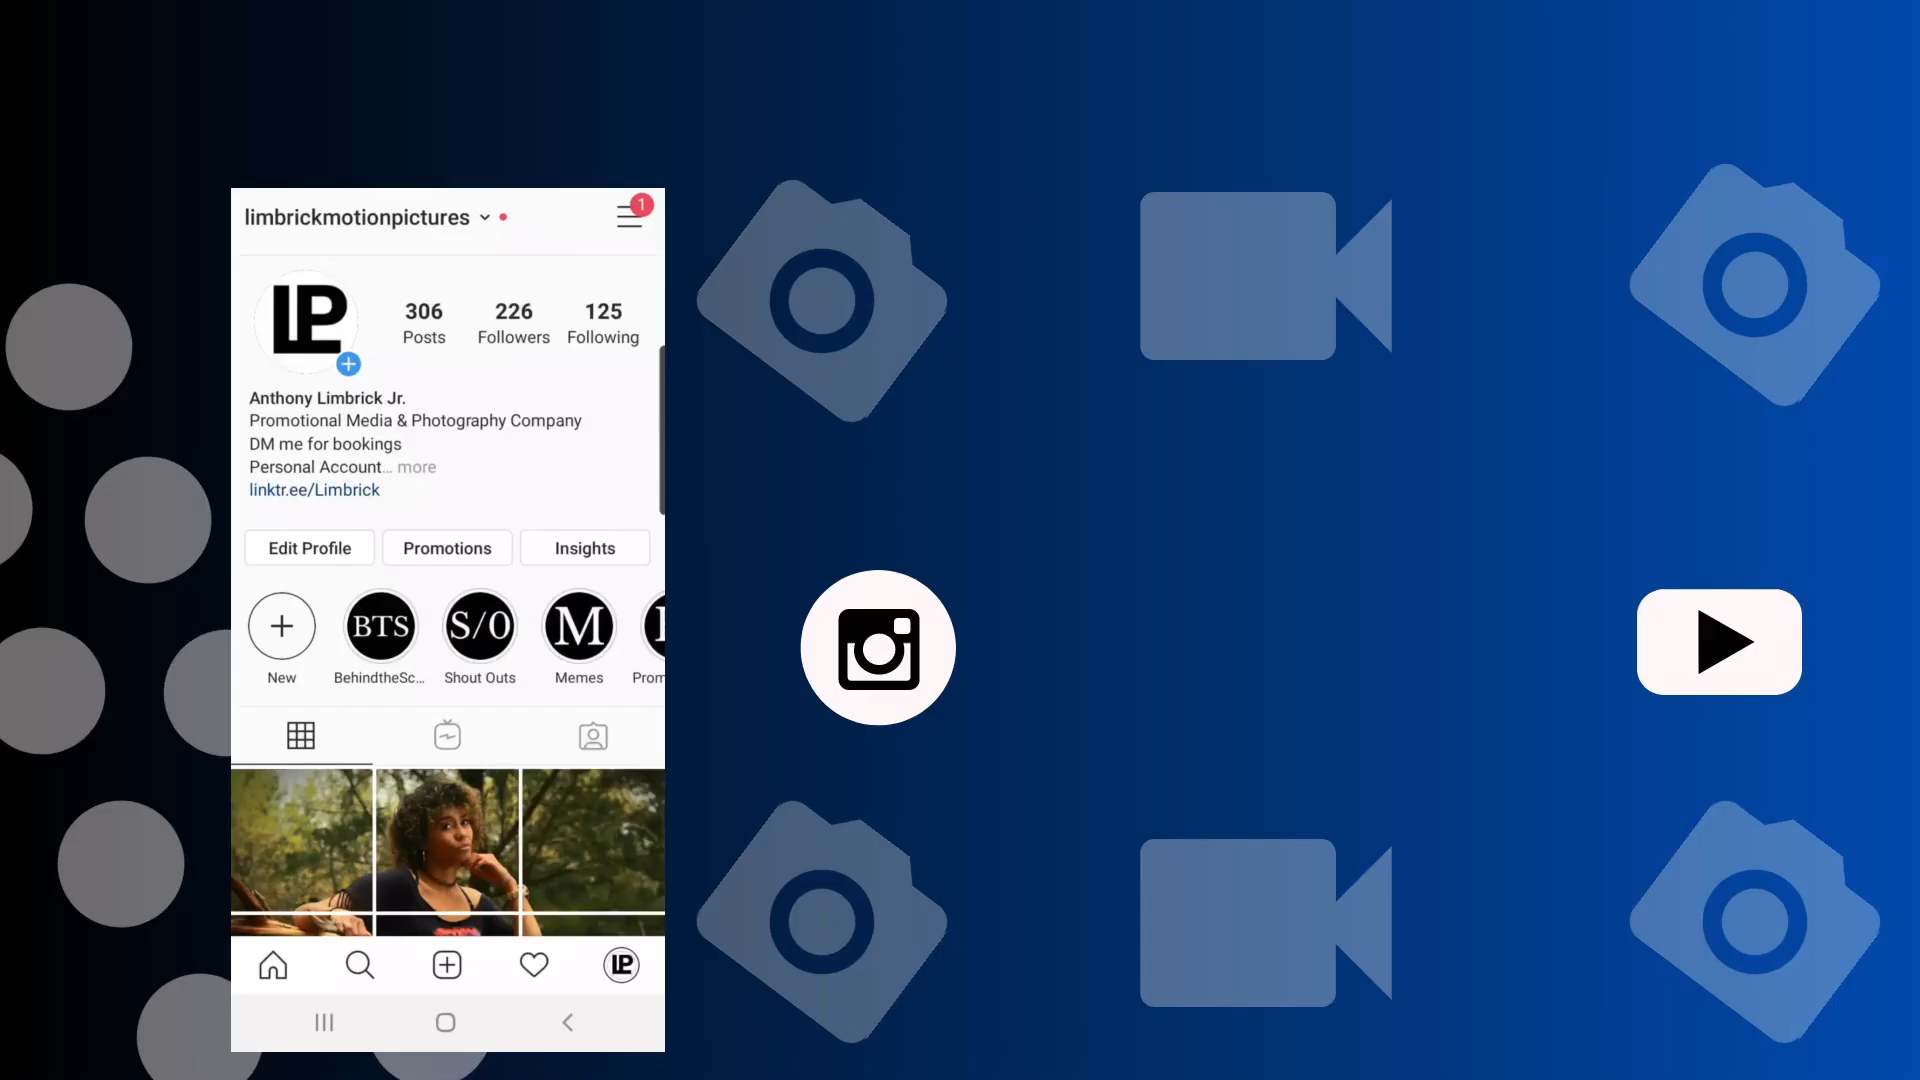 limbrickmotionpictures
1
LP
306
Posts
226
Followers
125
Following
Anthony Limbrick Jr.
Promotional Media & Photography Company
DM me for bookings
Personal Account... more
linktr.ee/Limbrick
Edit Profile
Promotions
Insights
BTS
S/O
M
New
BehindtheSc...
Shout Outs
Memes
Prom
LP